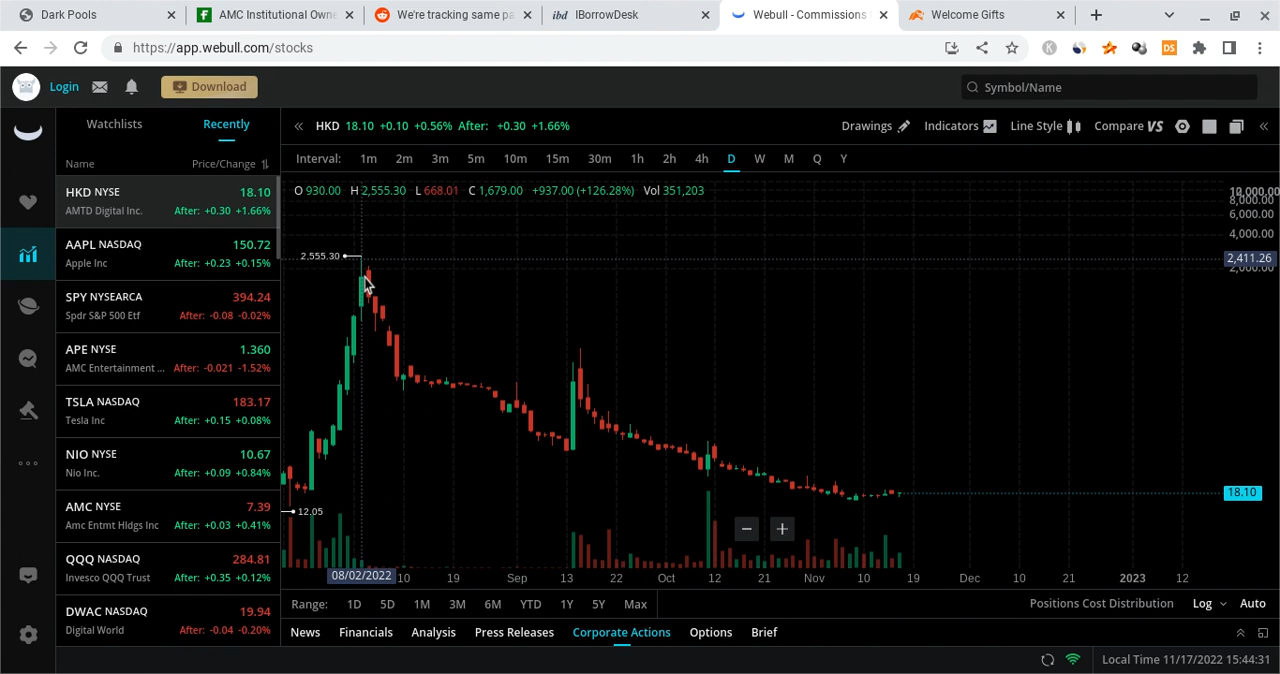 Dark Pools
AMC Institutional Owne
We're tracking same pa
ibd IBorrowDesk
Webull - Commissions
Welcome Gifts
https://app.webull.com/stocks
K
DS
Login
Download
Symbol/Name
Watchlists
Recently
HKD 18.10 +0.10 +0.56% After: +0.30 +1.66%
Drawings
Indicators
Line Style
Compare VS
Name
Price/Change
Interval: 1m 2m 3m 5m 10m 15m 30m 1h 2h 4h D W M Q Y
HKD NYSE 18.10
AMTD Digital Inc. After: +0.30 +1.66%
AAPL NASDAQ 150.72
Apple Inc After: +0.23 +0.15%
SPY NYSEARCA 394.24
Spdr S&P 500 Etf After: -0.08 -0.02%
APE NYSE 1.360
AMC Entertainment ... After: -0.021 -1.52%
TSLA NASDAQ 183.17
Tesla Inc After: +0.15 +0.08%
NIO NYSE 10.67
Nio Inc. After: +0.09 +0.84%
AMC NYSE 7.39
Amc Entmt Hldgs Inc After: +0.03 +0.41%
QQQ NASDAQ 284.81
Invesco QQQ Trust After: +0.35 +0.12%
DWAC NASDAQ 19.94
Digital World After: -0.04 -0.20%
O 930.00 H 2,555.30 L 668.01 C 1,679.00 +937.00 (+126.28%) Vol 351,203
10,000.00
8,000.00
6,000.00
4,000.00
2,411.26
2,000.00
2,555.30
18.10
12.05
08/02/2022 10 19 Sep 13 22 Oct 12 21 Nov 10 19 Dec 10 21 2023 12
Range: 1D 5D 1M 3M 6M YTD 1Y 5Y Max
Positions Cost Distribution Log Auto
News Financials Analysis Press Releases Corporate Actions Options Brief
Local Time 11/17/2022 15:44:31